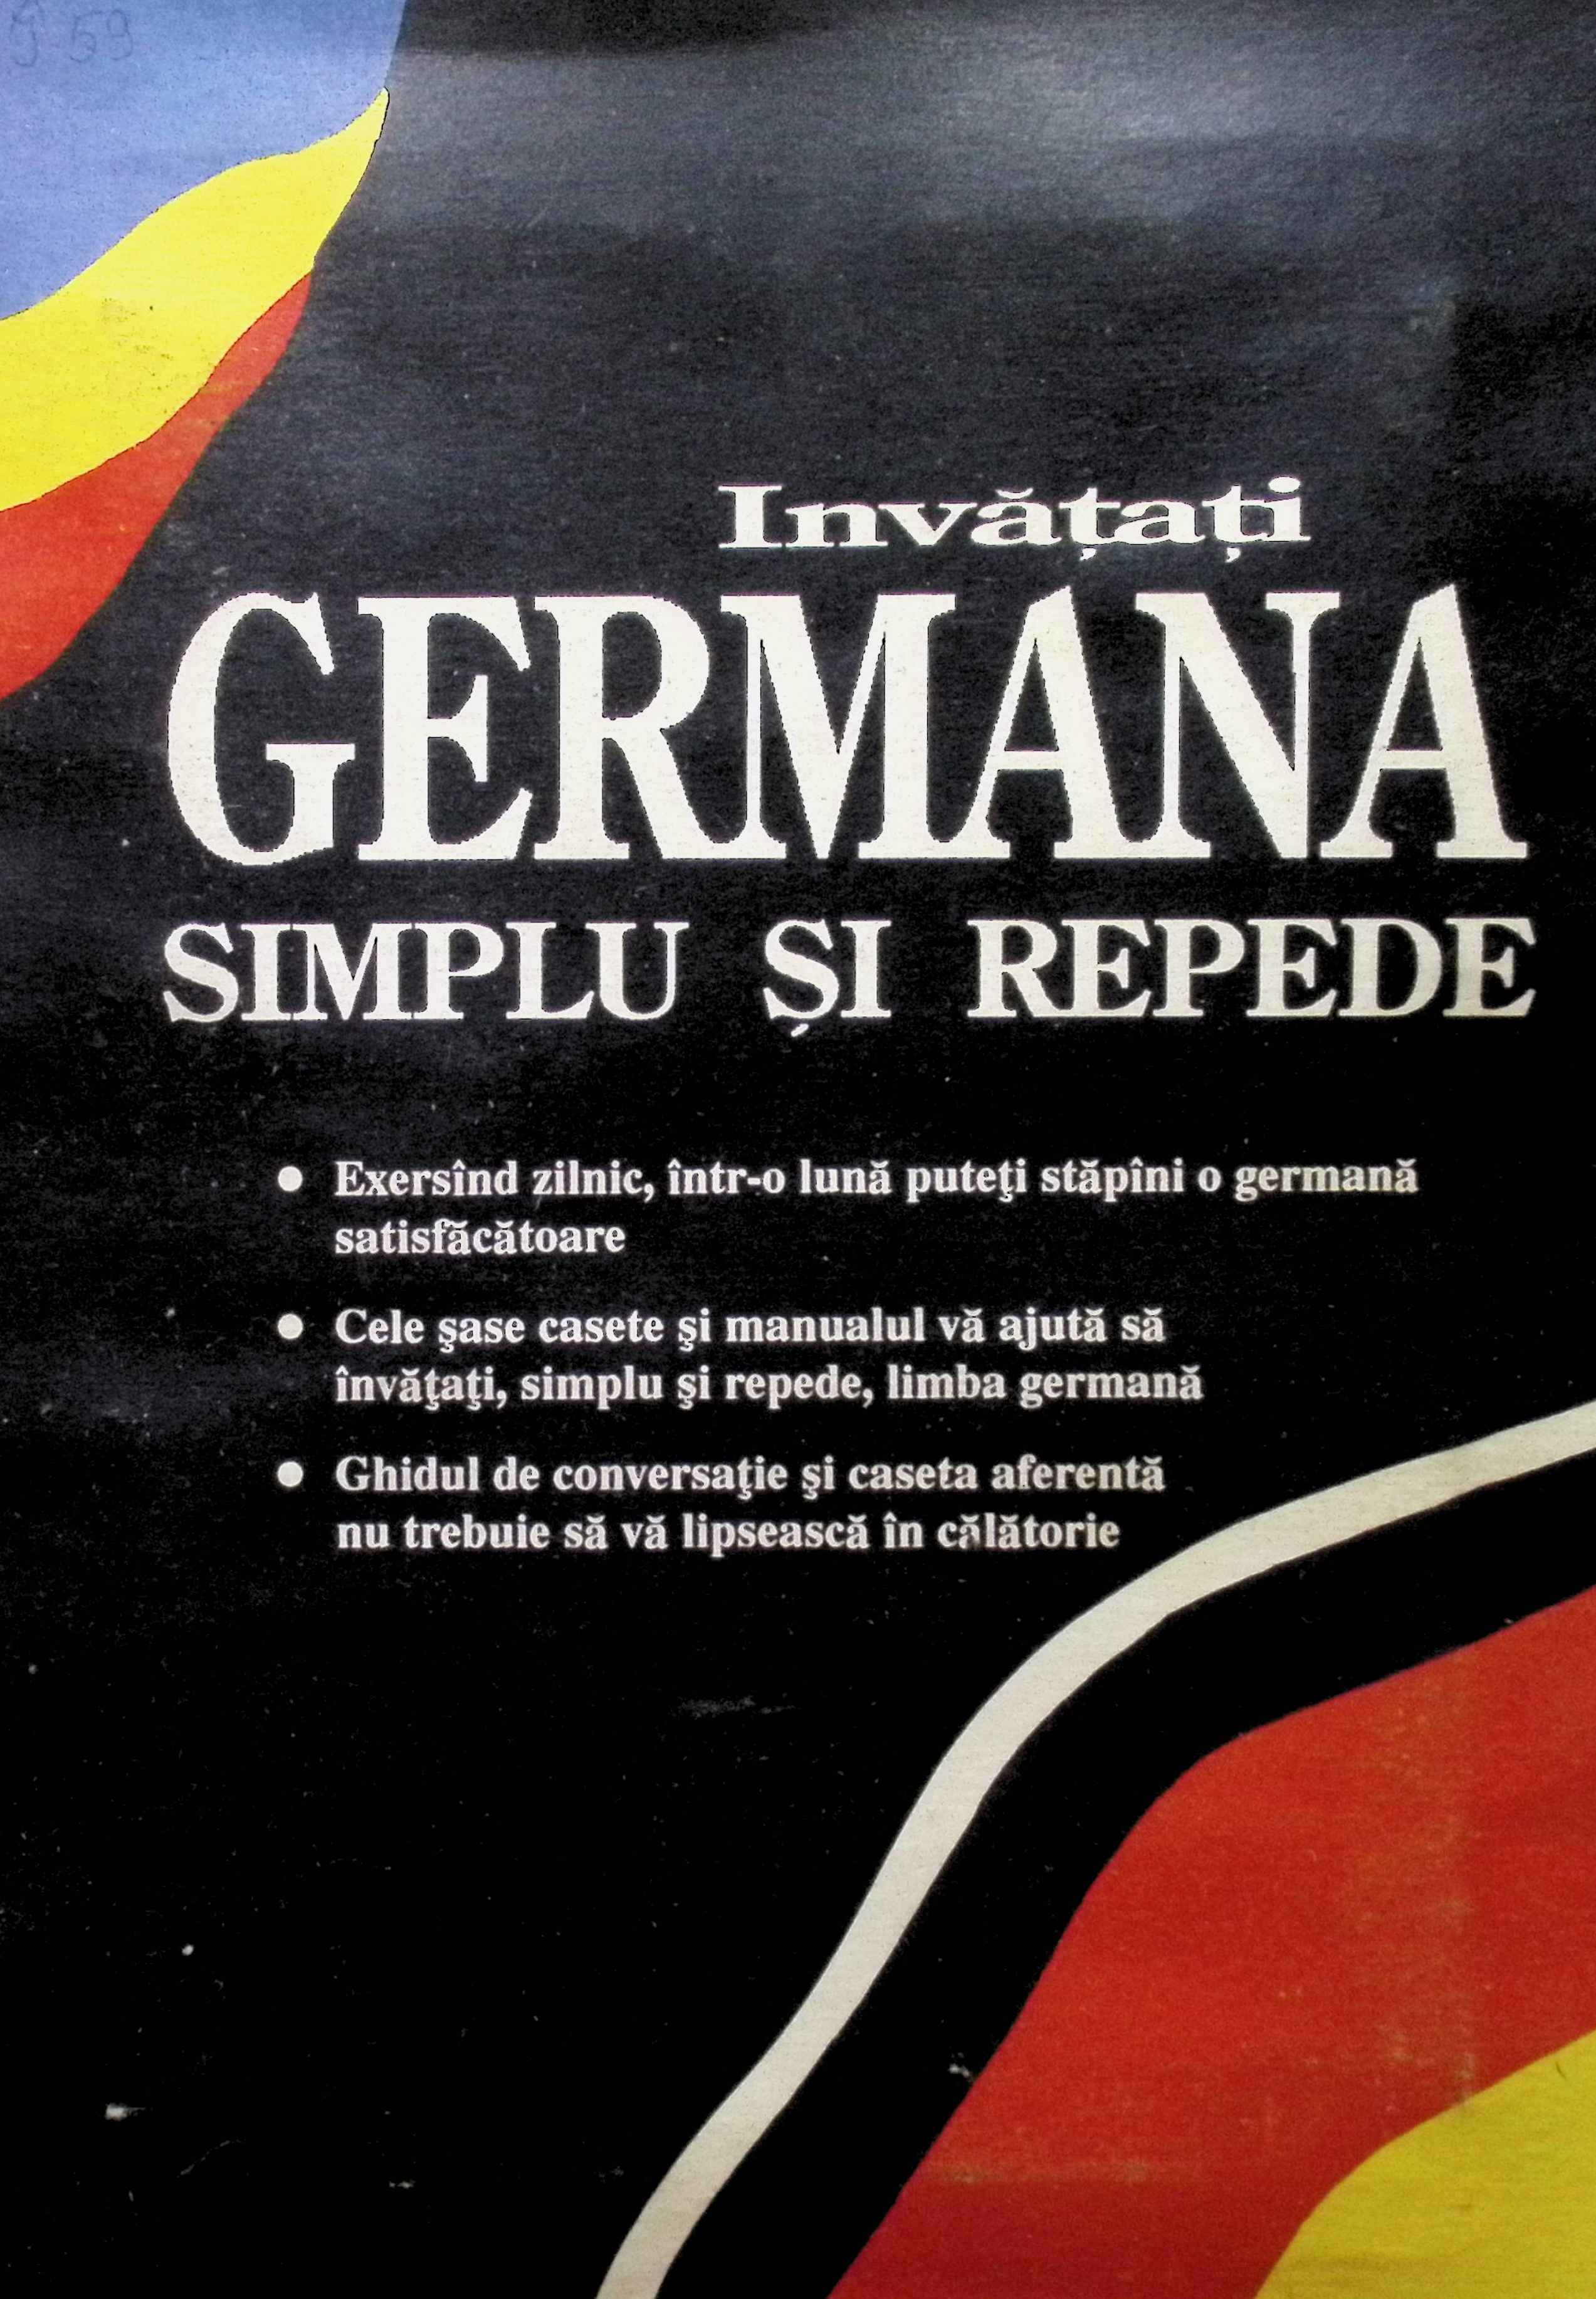 Invățați
GERMANA
SIMPLU ȘI REPEDE
● Exersînd zilnic, într-o lună puteţi stăpîni o germană
satisfăcătoare
● Cele şase casete şi manualul vă ajută să
învăţaţi, simplu şi repede, limba germană
● Ghidul de conversaţie şi caseta aferentă
nu trebuie să vă lipsească în călătorie